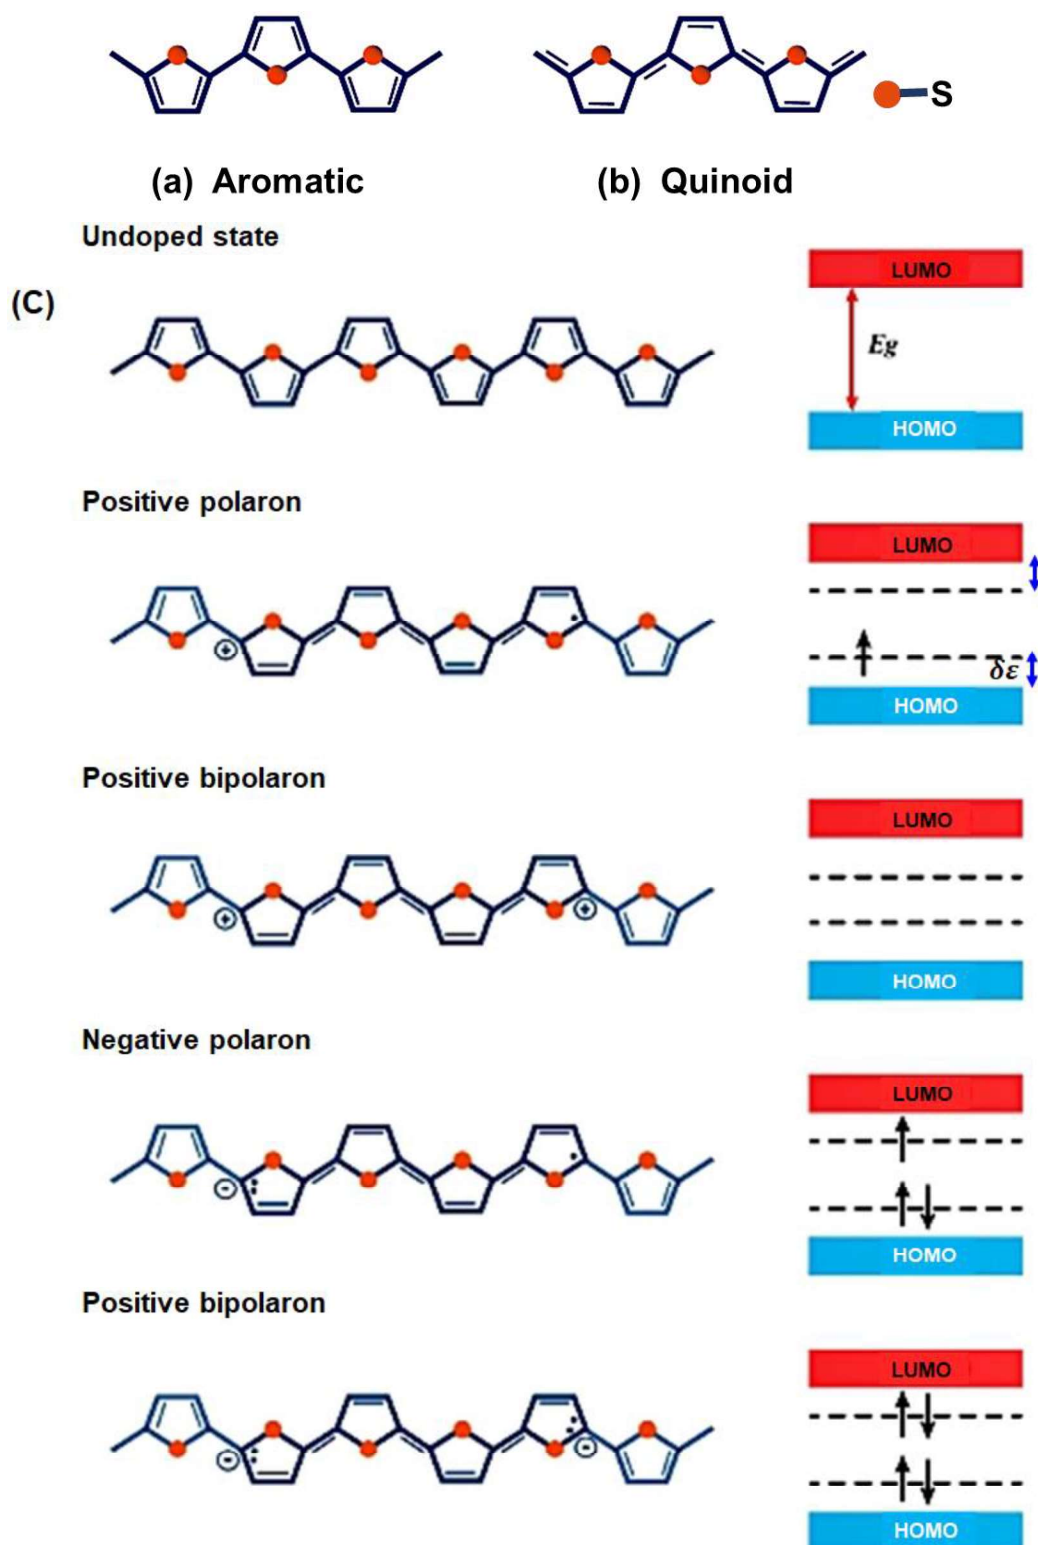 S
(a) Aromatic
(b) Quinoid
Undoped state
(C)
LUMO
Eg
HOMO
Positive polaron
LUMO
δε
HOMO
Positive bipolaron
LUMO
HOMO
Negative polaron
LUMO
HOMO
Positive bipolaron
LUMO
HOMO